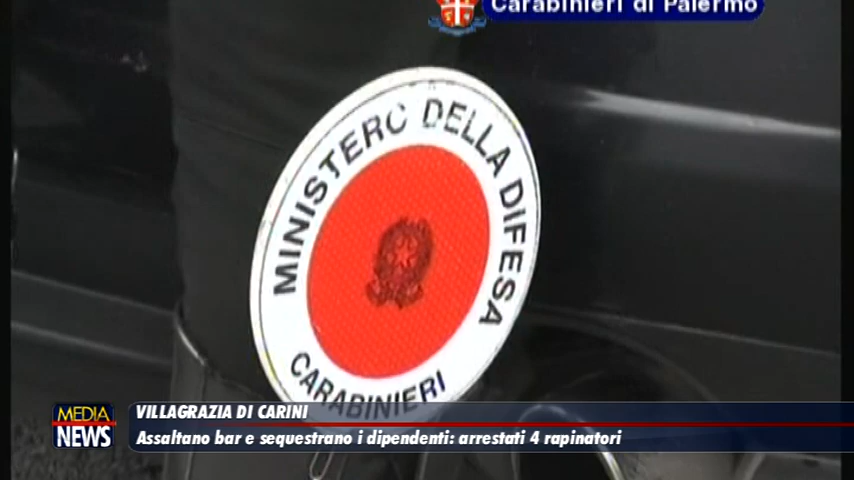 Carabinieri di Palermo
MINISTERO DELLA DIFESA
CARABINIERI
VILLAGRAZIA DI CARINI
MEDIA
NEWS
Assaltano bar e sequestrano i dipendenti: arrestati 4 rapinatori